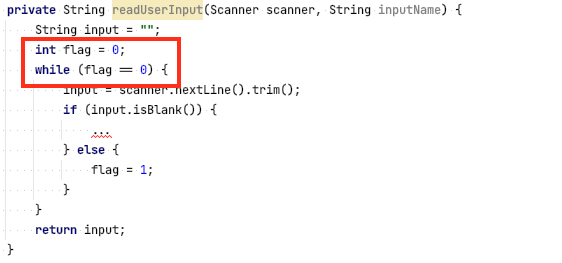 private String readUserInput(Scanner scanner, String inputName) {
String input = "";
int flag = 0;
while (flag == 0) {
input = scanner.nextLine().trim();
if (input.isBlank()) {
...
} else {
flag = 1;
}
}
return input;
}